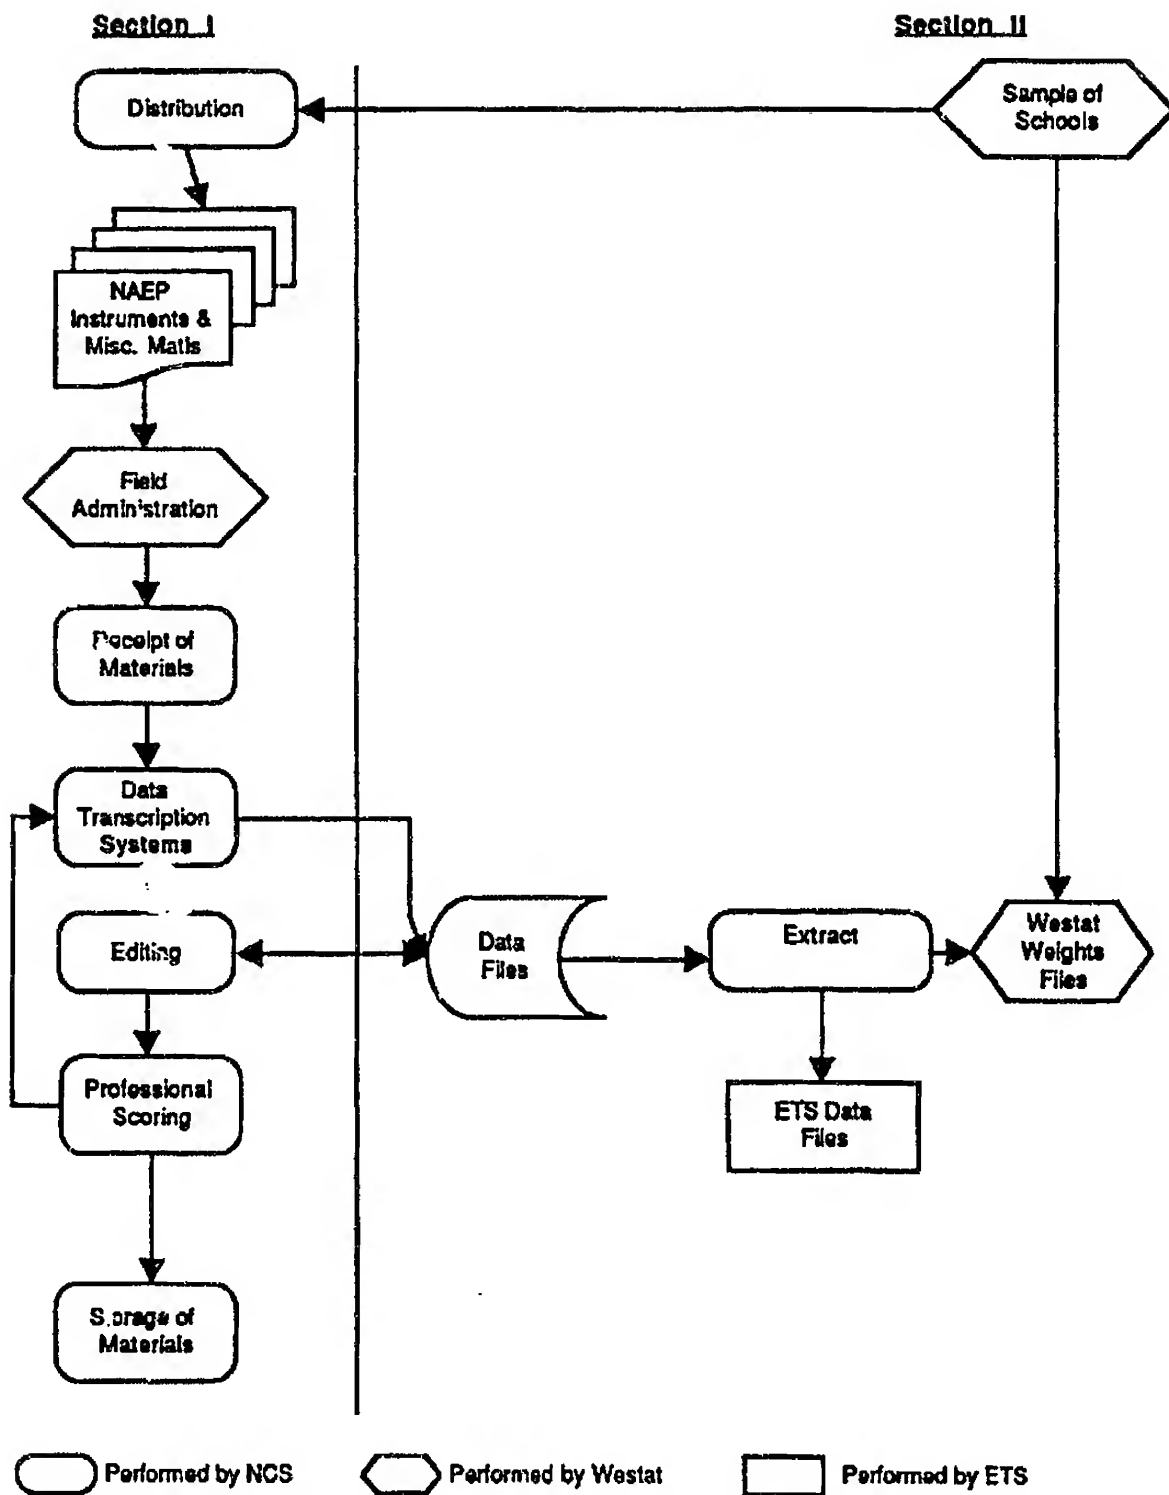 Section I
Section II
Distribution
Sample of
Schools
NAEP
Instruments &
Misc. Matls
Field
Administration
Receipt of
Materials
Data
Transcription
Systems
Editing
Data
Files
Extract
Westat
Weights
Files
Professional
Scoring
ETS Data
Files
Storage of
Materials
Performed by NCS
Performed by Westat
Performed by ETS